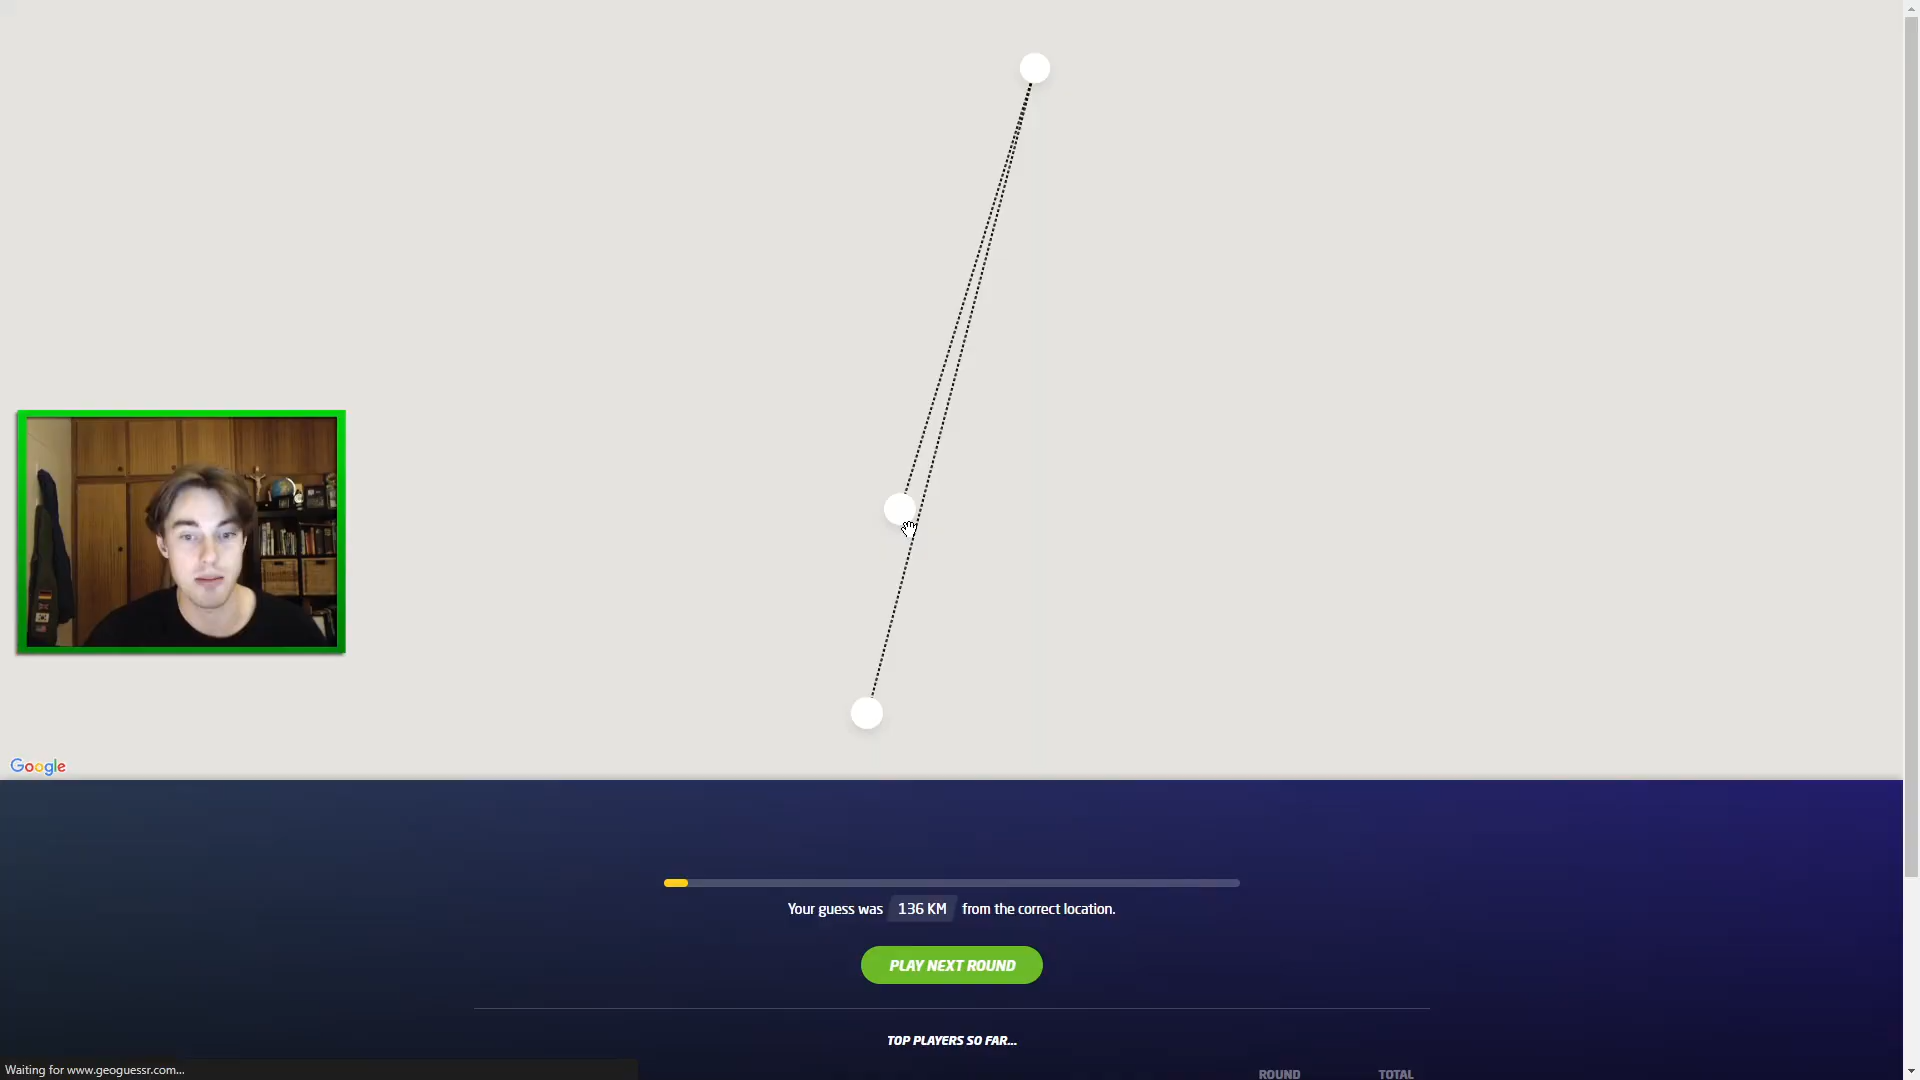 Google
Your guess was 136 KM from the correct location.
PLAY NEXT ROUND
TOP PLAYERS SO FAR...
ROUND TOTAL
Waiting for www.geoguessr.com...